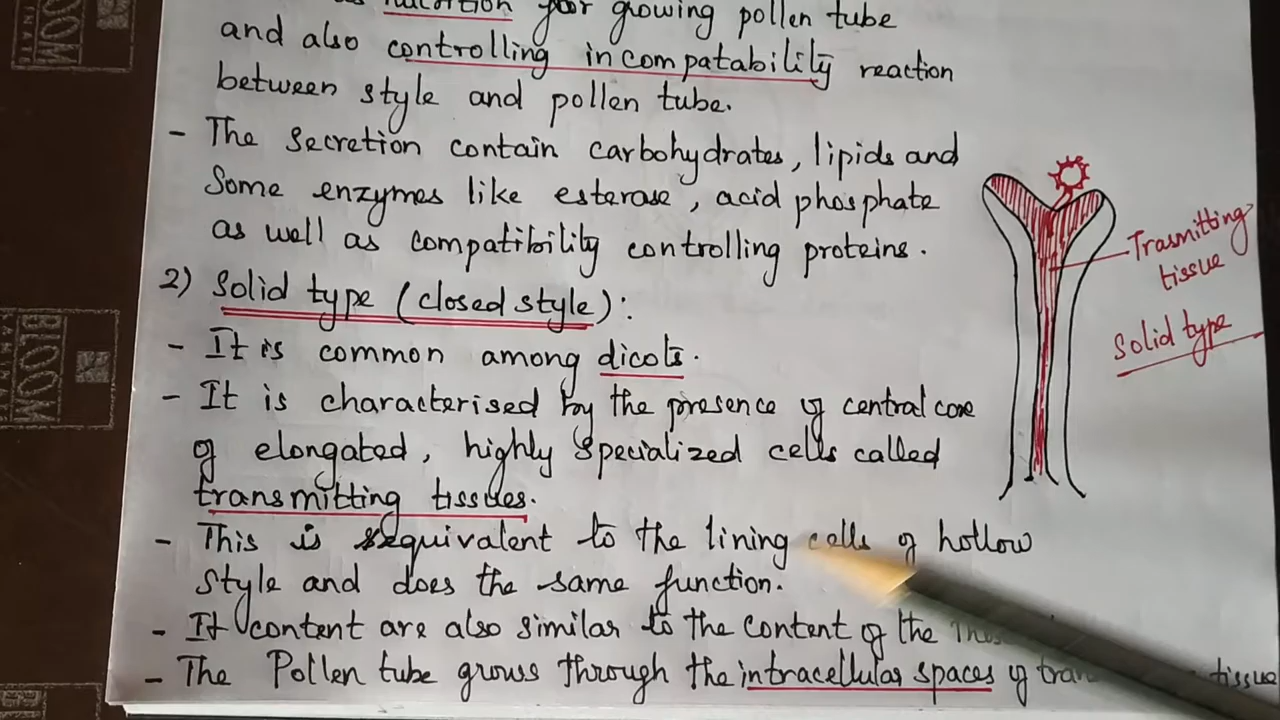 nutrition for growing pollen tube
and also controlling incompatability reaction
between style and pollen tube.
- The Secretion contain carbohydrates, lipids and
Some enzymes like esterase, acid phosphate
as well as compatibility controlling proteins.
2) Solid type (closed style):
- It is common among dicots.
- It is characterised by the presence of central core
of elongated, highly specialized cells called
transmitting tissues.
- This is equivalent to the lining cells of hollow
style and does the same function.
- It content are also similar to the content of the
- The Pollen tube grows through the intracellular spaces of tissue
Trasmitting
tissue
Solid type
BLOOM
BLOOM